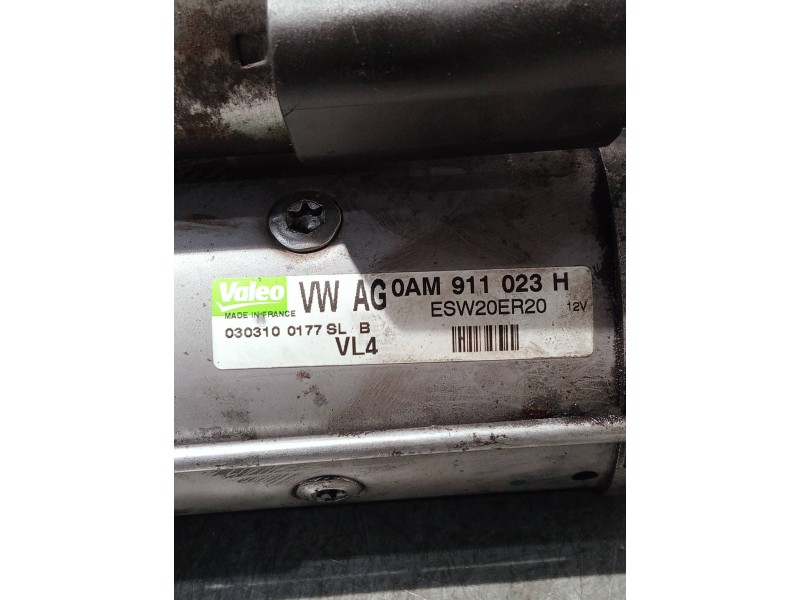 Valeo VW AG 0AM 911 023 H
MADE IN FRANCE ESW20ER20 12V
030310 0177 SL B
VL4